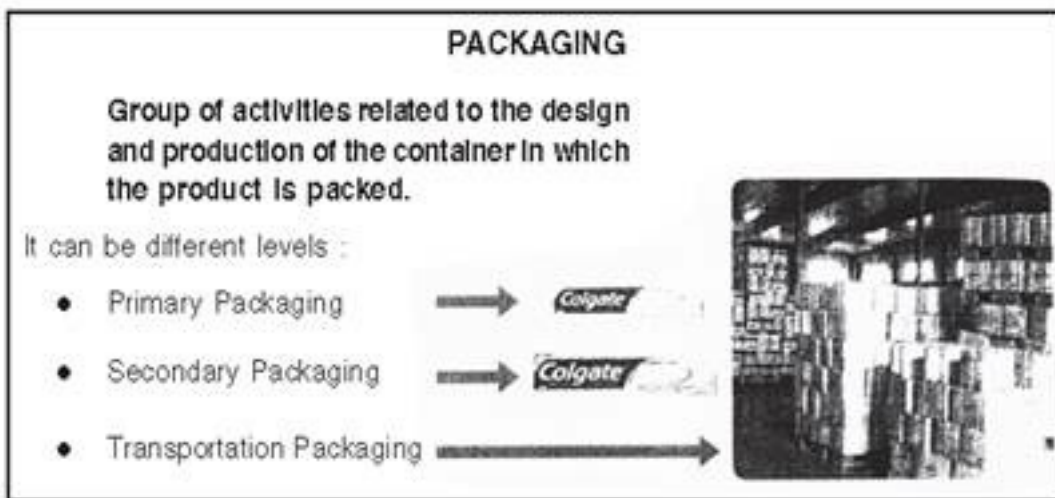 PACKAGING
Group of activities related to the design
and production of the container in which
the product is packed.
It can be different levels :
● Primary Packaging
Colgate
● Secondary Packaging
Colgate
● Transportation Packaging